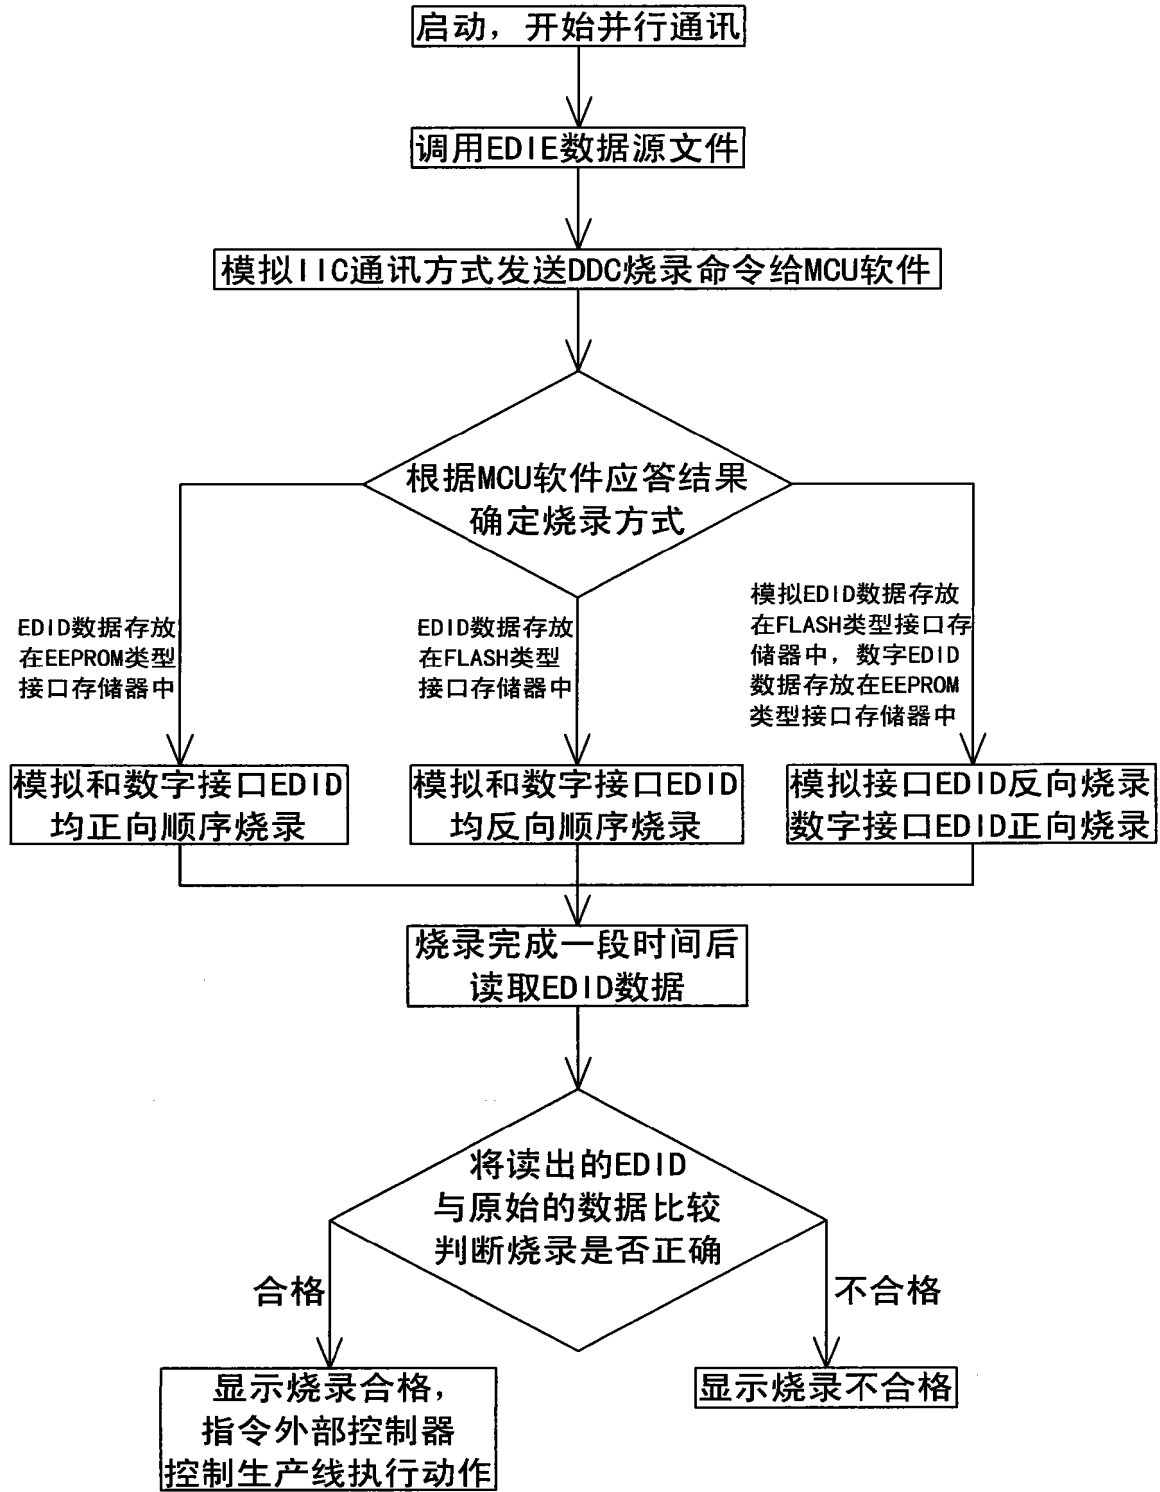 启动，开始并行通讯
调用EDIE数据源文件
模拟IIC通讯方式发送DDC烧录命令给MCU软件
根据MCU软件应答结果
确定烧录方式
EDID数据存放
在EEPROM类型
接口存储器中
EDID数据存放
在FLASH类型
接口存储器中
模拟EDID数据存放
在FLASH类型接口存
储器中，数字EDID
数据存放在EEPROM
类型接口存储器中
模拟和数字接口EDID
均正向顺序烧录
模拟和数字接口EDID
均反向顺序烧录
模拟接口EDID反向烧录
数字接口EDID正向烧录
烧录完成一段时间后
读取EDID数据
将读出的EDID
与原始的数据比较
判断烧录是否正确
合格
不合格
显示烧录合格，
指令外部控制器
控制生产线执行动作
显示烧录不合格